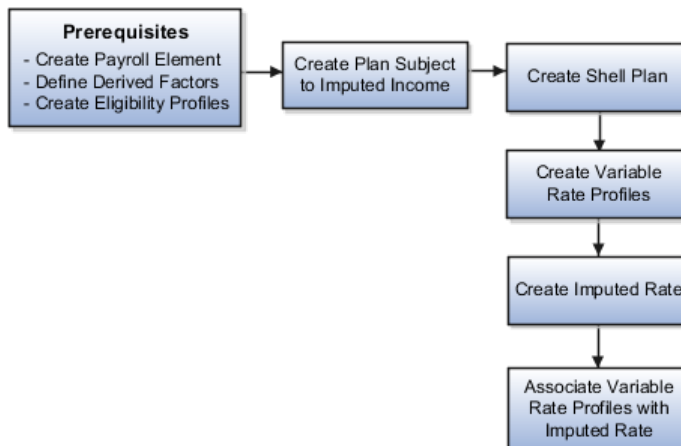 Prerequisites
- Create Payroll Element
- Define Derived Factors
- Create Eligibility Profiles
Create Plan Subject
to Imputed Income
Create Shell Plan
Create Variable
Rate Profiles
Create Imputed Rate
Associate Variable
Rate Profiles with
Imputed Rate